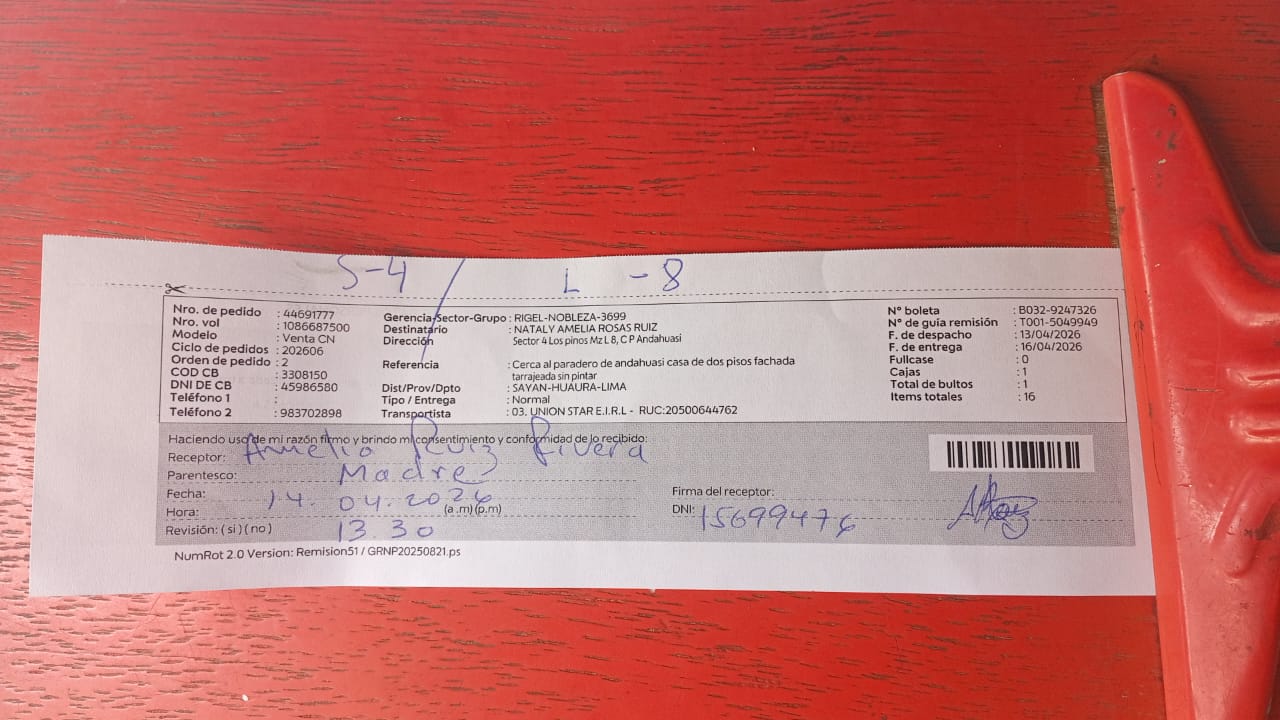 S-4 / L-8
Nro. de pedido : 44691777
Nro. vol : 1086687500
Modelo : Venta CN
Ciclo de pedidos : 202606
Orden de pedido : 2
COD CB : 3308150
DNI DE CB : 45986580
Teléfono 1 :
Teléfono 2 : 983702898
Gerencia-Sector-Grupo : RIGEL-NOBLEZA-3699
Destinatario : NATALY AMELIA ROSAS RUIZ
Dirección Sector 4 Los pinos Mz L 8, C P Andahuasi
Referencia : Cerca al paradero de andahuasi casa de dos pisos fachada
tarrajeada sin pintar
Dist/Prov/Dpto : SAYAN-HUAURA-LIMA
Tipo / Entrega : Normal
Transportista : 03. UNION STAR E.I.R.L - RUC:20500644762
N° boleta : B032-9247326
N° de guia remisión : T001-5049949
F. de despacho : 13/04/2026
F. de entrega : 16/04/2026
Fullcase : 0
Cajas : 1
Total de bultos : 1
Items totales : 16
Haciendo uso de mi razón firmo y brindo mi consentimiento y conformidad de lo recibido:
Receptor: Amelia Ruiz Rivera
Parentesco: Madre
Fecha: 14. 04. 2026
Hora: (a .m) (p.m)
Revisión: ( si ) ( no ) 13.30
Firma del receptor:
DNI: 15699476
NumRot 2.0 Version: Remision51 / GRNP20250821.ps